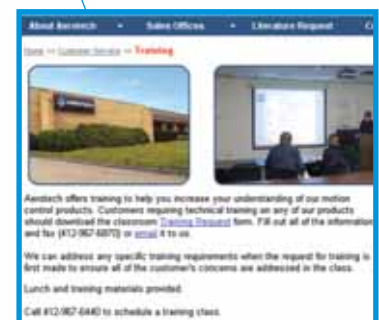 About Aerotech • Sales Offices • Literature Request
Home >> Customer Service >> Training
Aerotech offers training to help you increase your understanding of our motion
control products. Customers requiring technical training on any of our products
should download the classroom Training Request form. Fill out all of the information
and fax (412-967-6870) or email it to us.
We can address any specific training requirements when the request for training is
first made to ensure all of the customer's concerns are addressed in the class.
Lunch and training materials provided.
Call 412-967-6440 to schedule a training class.